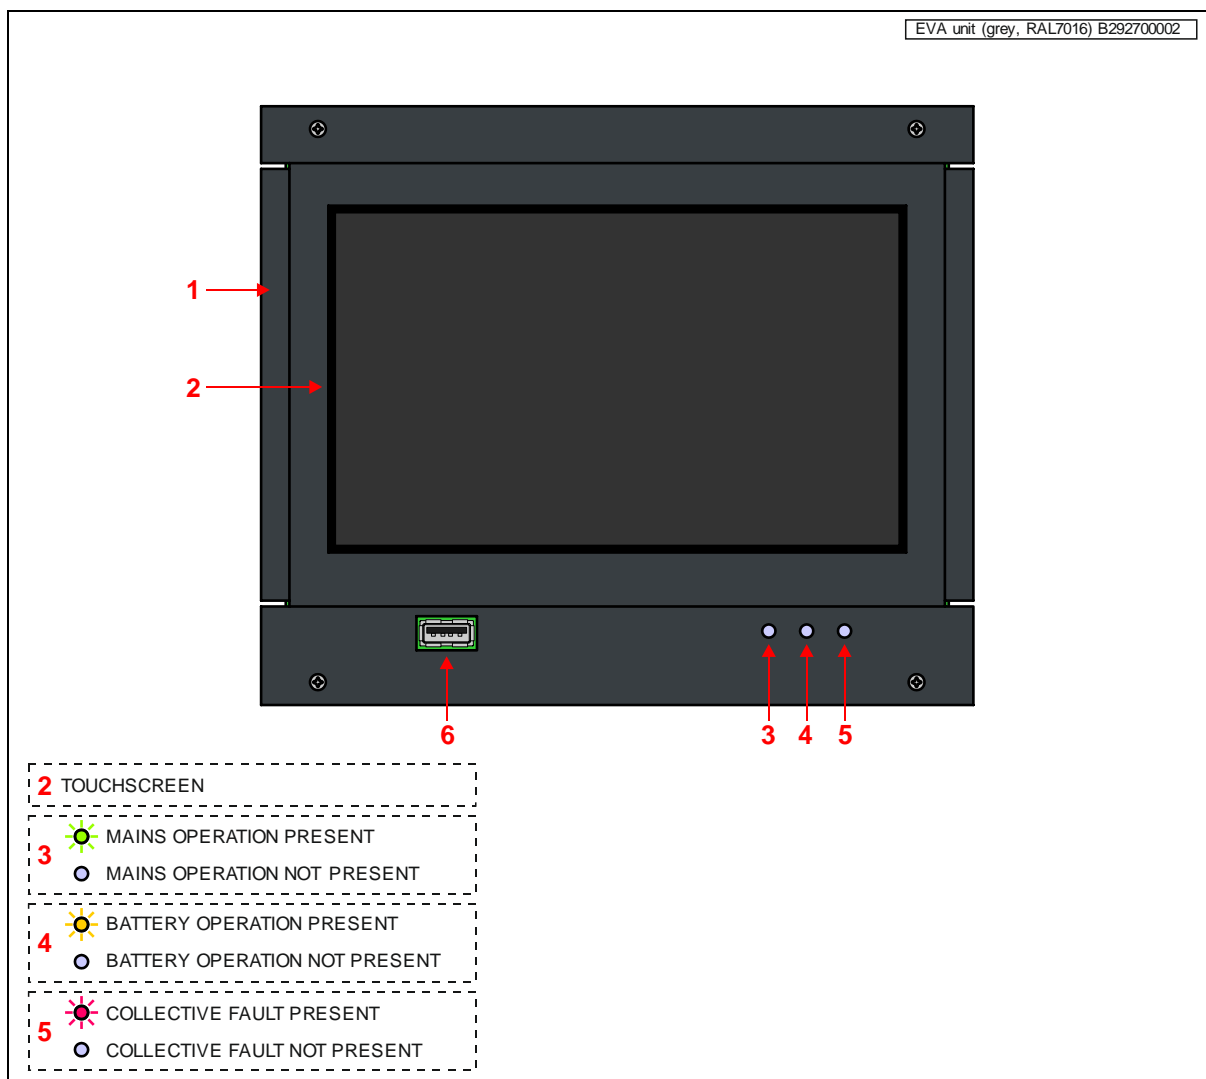 EVA unit (grey, RAL7016) B292700002
1
2
6
3 4 5
2 TOUCHSCREEN
3
MAINS OPERATION PRESENT
MAINS OPERATION NOT PRESENT
4
BATTERY OPERATION PRESENT
BATTERY OPERATION NOT PRESENT
5
COLLECTIVE FAULT PRESENT
COLLECTIVE FAULT NOT PRESENT